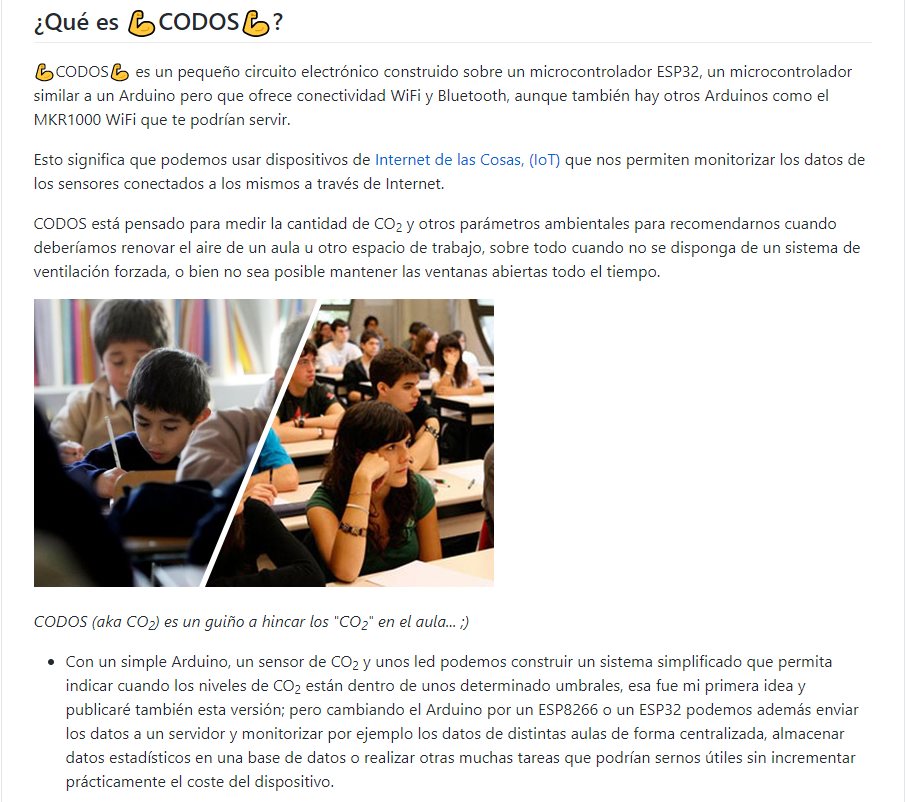 ¿Qué es 💪CODOS💪?
💪CODOS💪 es un pequeño circuito electrónico construido sobre un microcontrolador ESP32, un microcontrolador
similar a un Arduino pero que ofrece conectividad WiFi y Bluetooth, aunque también hay otros Arduinos como el
MKR1000 WiFi que te podrían servir.
Esto significa que podemos usar dispositivos de Internet de las Cosas, (IoT) que nos permiten monitorizar los datos de
los sensores conectados a los mismos a través de Internet.
CODOS está pensado para medir la cantidad de CO₂ y otros parámetros ambientales para recomendarnos cuando
deberíamos renovar el aire de un aula u otro espacio de trabajo, sobre todo cuando no se disponga de un sistema de
ventilación forzada, o bien no sea posible mantener las ventanas abiertas todo el tiempo.
CODOS (aka CO₂) es un guiño a hincar los "CO₂" en el aula... ;)
• Con un simple Arduino, un sensor de CO₂ y unos led podemos construir un sistema simplificado que permita
indicar cuando los niveles de CO₂ están dentro de unos determinado umbrales, esa fue mi primera idea y
publicaré también esta versión; pero cambiando el Arduino por un ESP8266 o un ESP32 podemos además enviar
los datos a un servidor y monitorizar por ejemplo los datos de distintas aulas de forma centralizada, almacenar
datos estadísticos en una base de datos o realizar otras muchas tareas que podrían sernos útiles sin incrementar
prácticamente el coste del dispositivo.